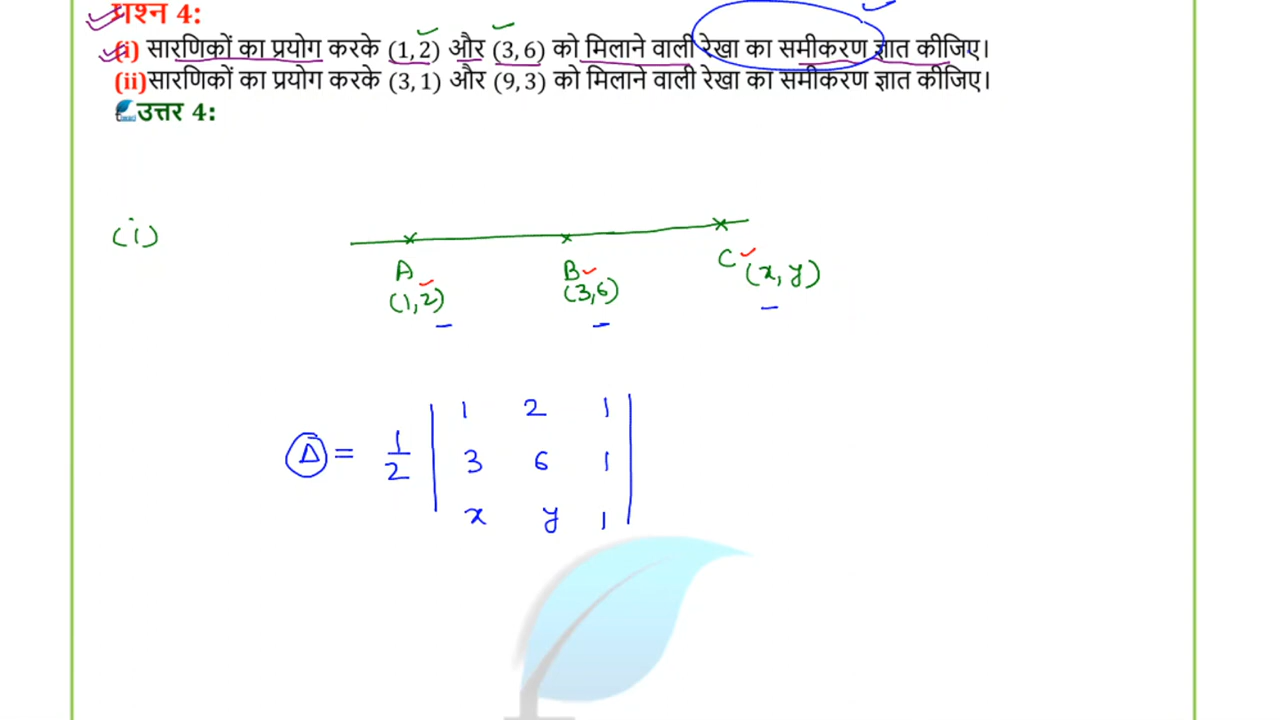 प्रश्न 4:
(i) सारणिकों का प्रयोग करके (1, 2) और (3, 6) को मिलाने वाली रेखा का समीकरण ज्ञात कीजिए।
(ii)सारणिकों का प्रयोग करके (3, 1) और (9, 3) को मिलाने वाली रेखा का समीकरण ज्ञात कीजिए।
उत्तर 4:
(i)
A B C (x, y)
(1,2) (3,6)
Δ = 1/2 | 1 2 1 |
3 6 1
x y 1